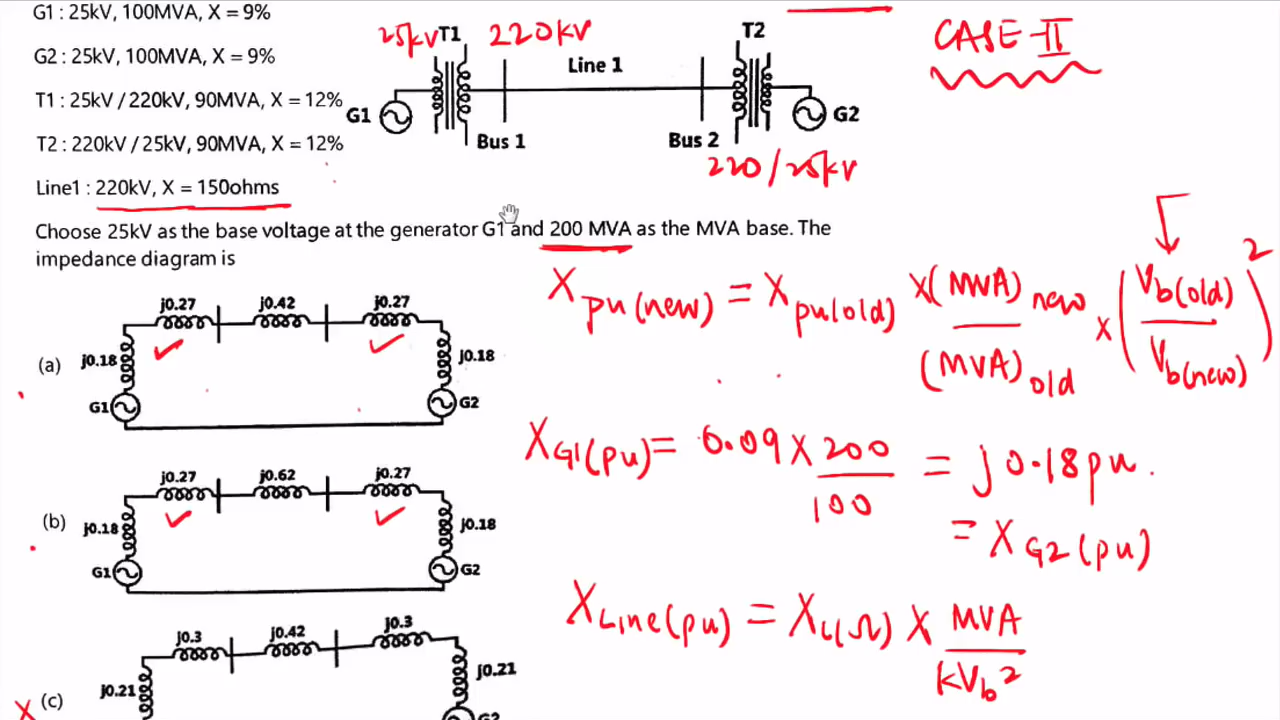 G1 : 25kV, 100MVA, X = 9%
G2 : 25kV, 100MVA, X = 9%
T1 : 25kV / 220kV, 90MVA, X = 12%
T2 : 220kV / 25kV, 90MVA, X = 12%
Line1 : 220kV, X = 150ohms
25kV T1 220kV
Line 1
T2
G1
Bus 1
Bus 2
G2
220/25kV
CASE-II
Choose 25kV as the base voltage at the generator G1 and 200 MVA as the MVA base. The
impedance diagram is
(a)
j0.27 j0.42 j0.27
j0.18 j0.18
G1 G2
(b)
j0.27 j0.62 j0.27
j0.18 j0.18
G1 G2
(c)
j0.3 j0.42 j0.3
j0.21 j0.21
X pu(new) = X pu(old) × (MVA) new / (MVA) old × (Vb(old) / Vb(new))²
XG1(pu) = 0.09 × 200 / 100 = j0.18 pu.
= XG2(pu)
XLine(pu) = XL(Ω) × MVA / kVb²